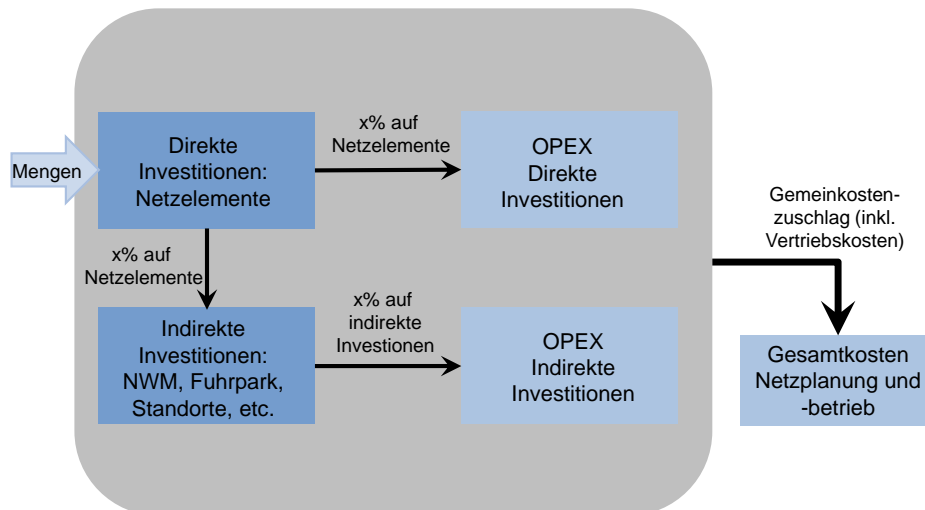 Mengen
Direkte
Investitionen:
Netzelemente
x% auf
Netzelemente
OPEX
Direkte
Investitionen
Gemeinkosten-
zuschlag (inkl.
Vertriebskosten)
x% auf
Netzelemente
Indirekte
Investitionen:
NWM, Fuhrpark,
Standorte, etc.
x% auf
indirekte
Investionen
OPEX
Indirekte
Investitionen
Gesamtkosten
Netzplanung und
-betrieb